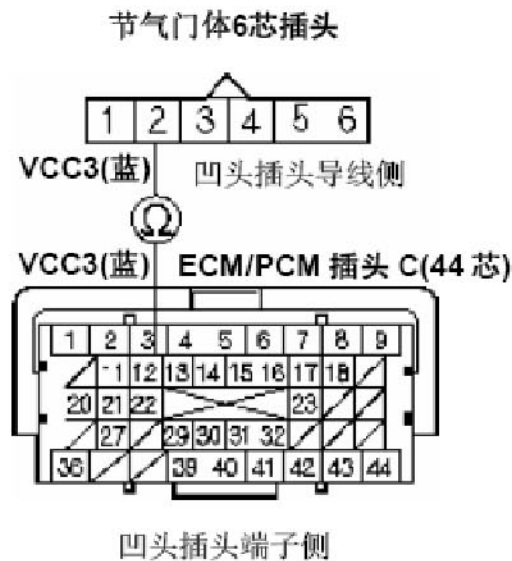 节气门体6芯插头
1 2 3 4 5 6
VCC3(蓝) 凹头插头导线侧
Ω
VCC3(蓝) ECM/PCM 插头 C(44 芯)
1 2 3 4 5 6 7 8 9
11 12 13 14 15 16 17 18
20 21 22 23
27 29 30 31 32
36 39 40 41 42 43 44
凹头插头端子侧